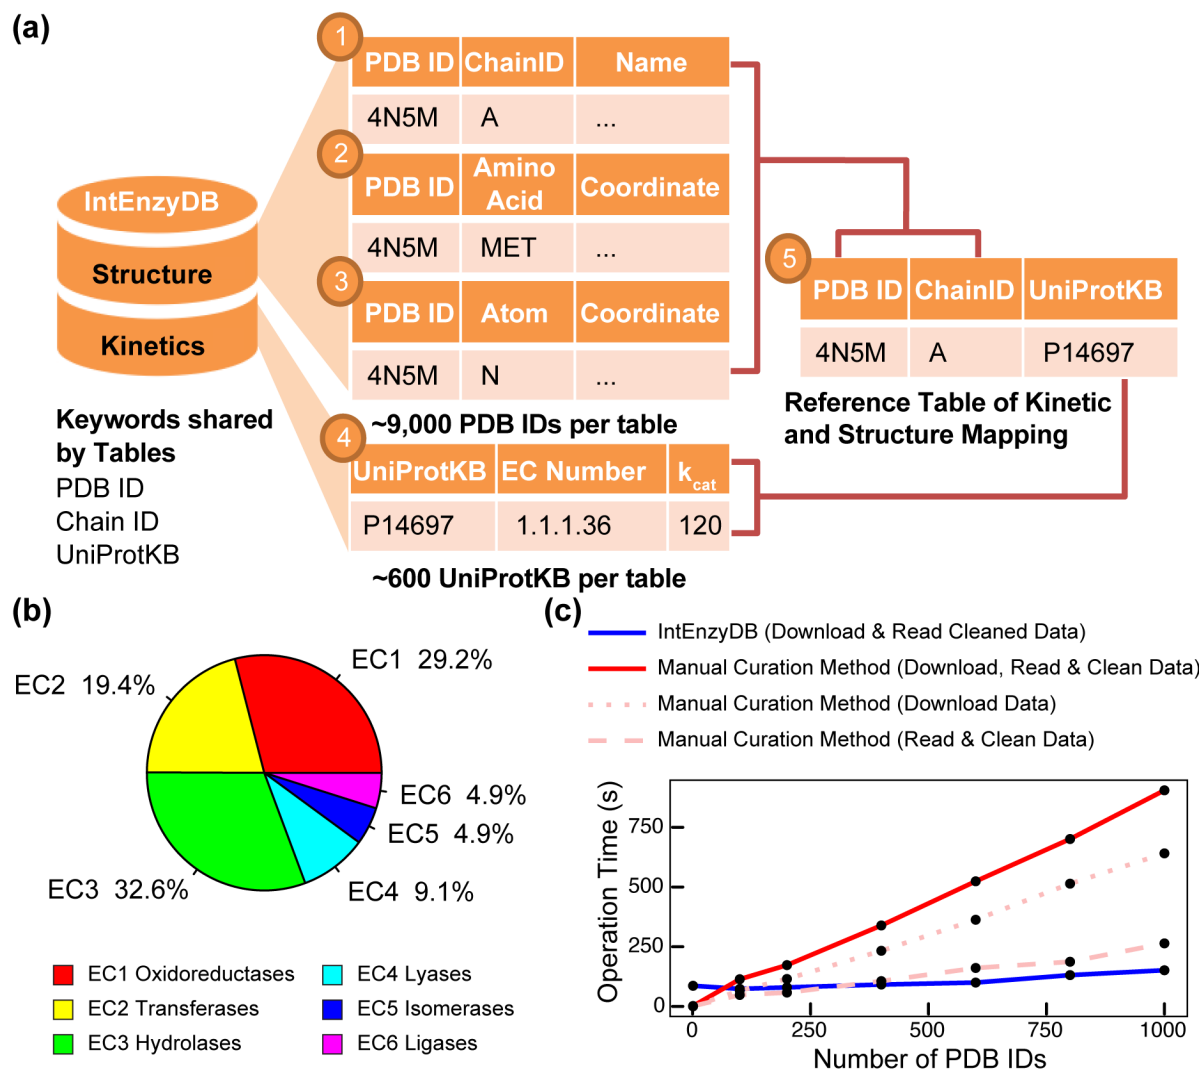 (a)
1
PDB ID ChainID Name
4N5M A ...
2
PDB ID Amino Acid Coordinate
4N5M MET ...
3
PDB ID Atom Coordinate
4N5M N ...
~9,000 PDB IDs per table
IntEnzyDB
Structure
Kinetics
Keywords shared
by Tables
PDB ID
Chain ID
UniProtKB
4
UniProtKB EC Number kcat
P14697 1.1.1.36 120
~600 UniProtKB per table
5
PDB ID ChainID UniProtKB
4N5M A P14697
Reference Table of Kinetic
and Structure Mapping
(b)
EC1 29.2%
EC2 19.4%
EC6 4.9%
EC5 4.9%
EC4 9.1%
EC3 32.6%
EC1 Oxidoreductases
EC2 Transferases
EC3 Hydrolases
EC4 Lyases
EC5 Isomerases
EC6 Ligases
(c)
IntEnzyDB (Download & Read Cleaned Data)
Manual Curation Method (Download, Read & Clean Data)
Manual Curation Method (Download Data)
Manual Curation Method (Read & Clean Data)
Operation Time (s)
750
500
250
0
0 250 500 750 1000
Number of PDB IDs